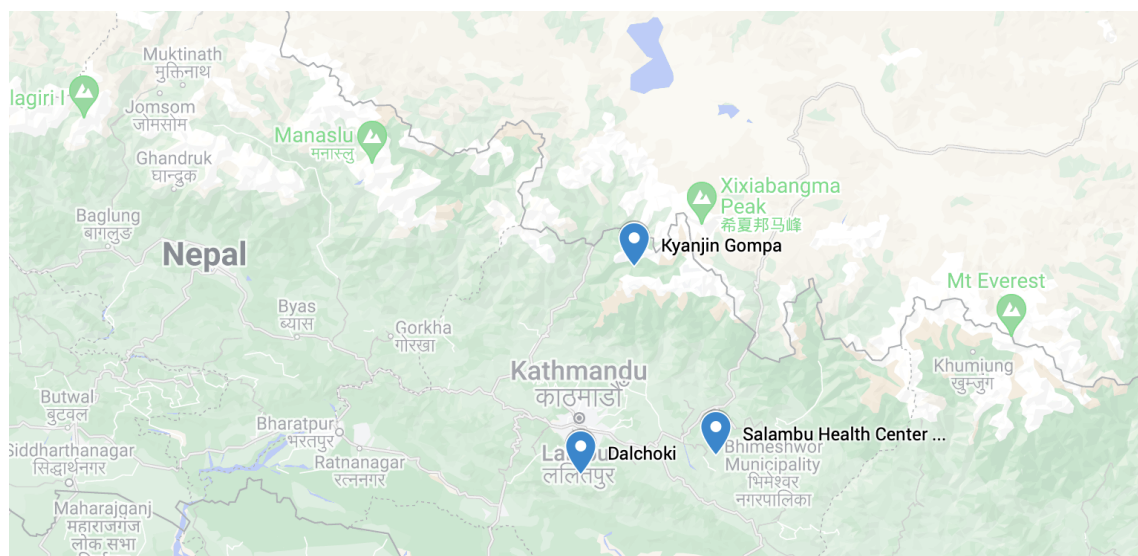 Muktinath
मुक्तिनाथ
lagiri I
Jomsom
जोमसोम
Manaslu
मनास्लु
Ghandruk
घान्द्रुक
Xixiabangma
Peak
希夏邦马峰
Baglung
बागलुङ
Nepal
Kyanjin Gompa
Mt Everest
Byas
ब्यास
Gorkha
गोरखा
Khumjung
खुम्जुंग
Kathmandu
काठमाडौं
Butwal
बुटवल
Bharatpur
भरतपुर
Siddharthanagar
सिद्धार्थनगर
Ratnanagar
रत्ननगर
Dalchoki
ललितपुर
Salambu Health Center ...
Bhimeshwor
Municipality
भिमेश्वर
नगरपालिका
Maharajganj
महाराजगंज
लोक सभा